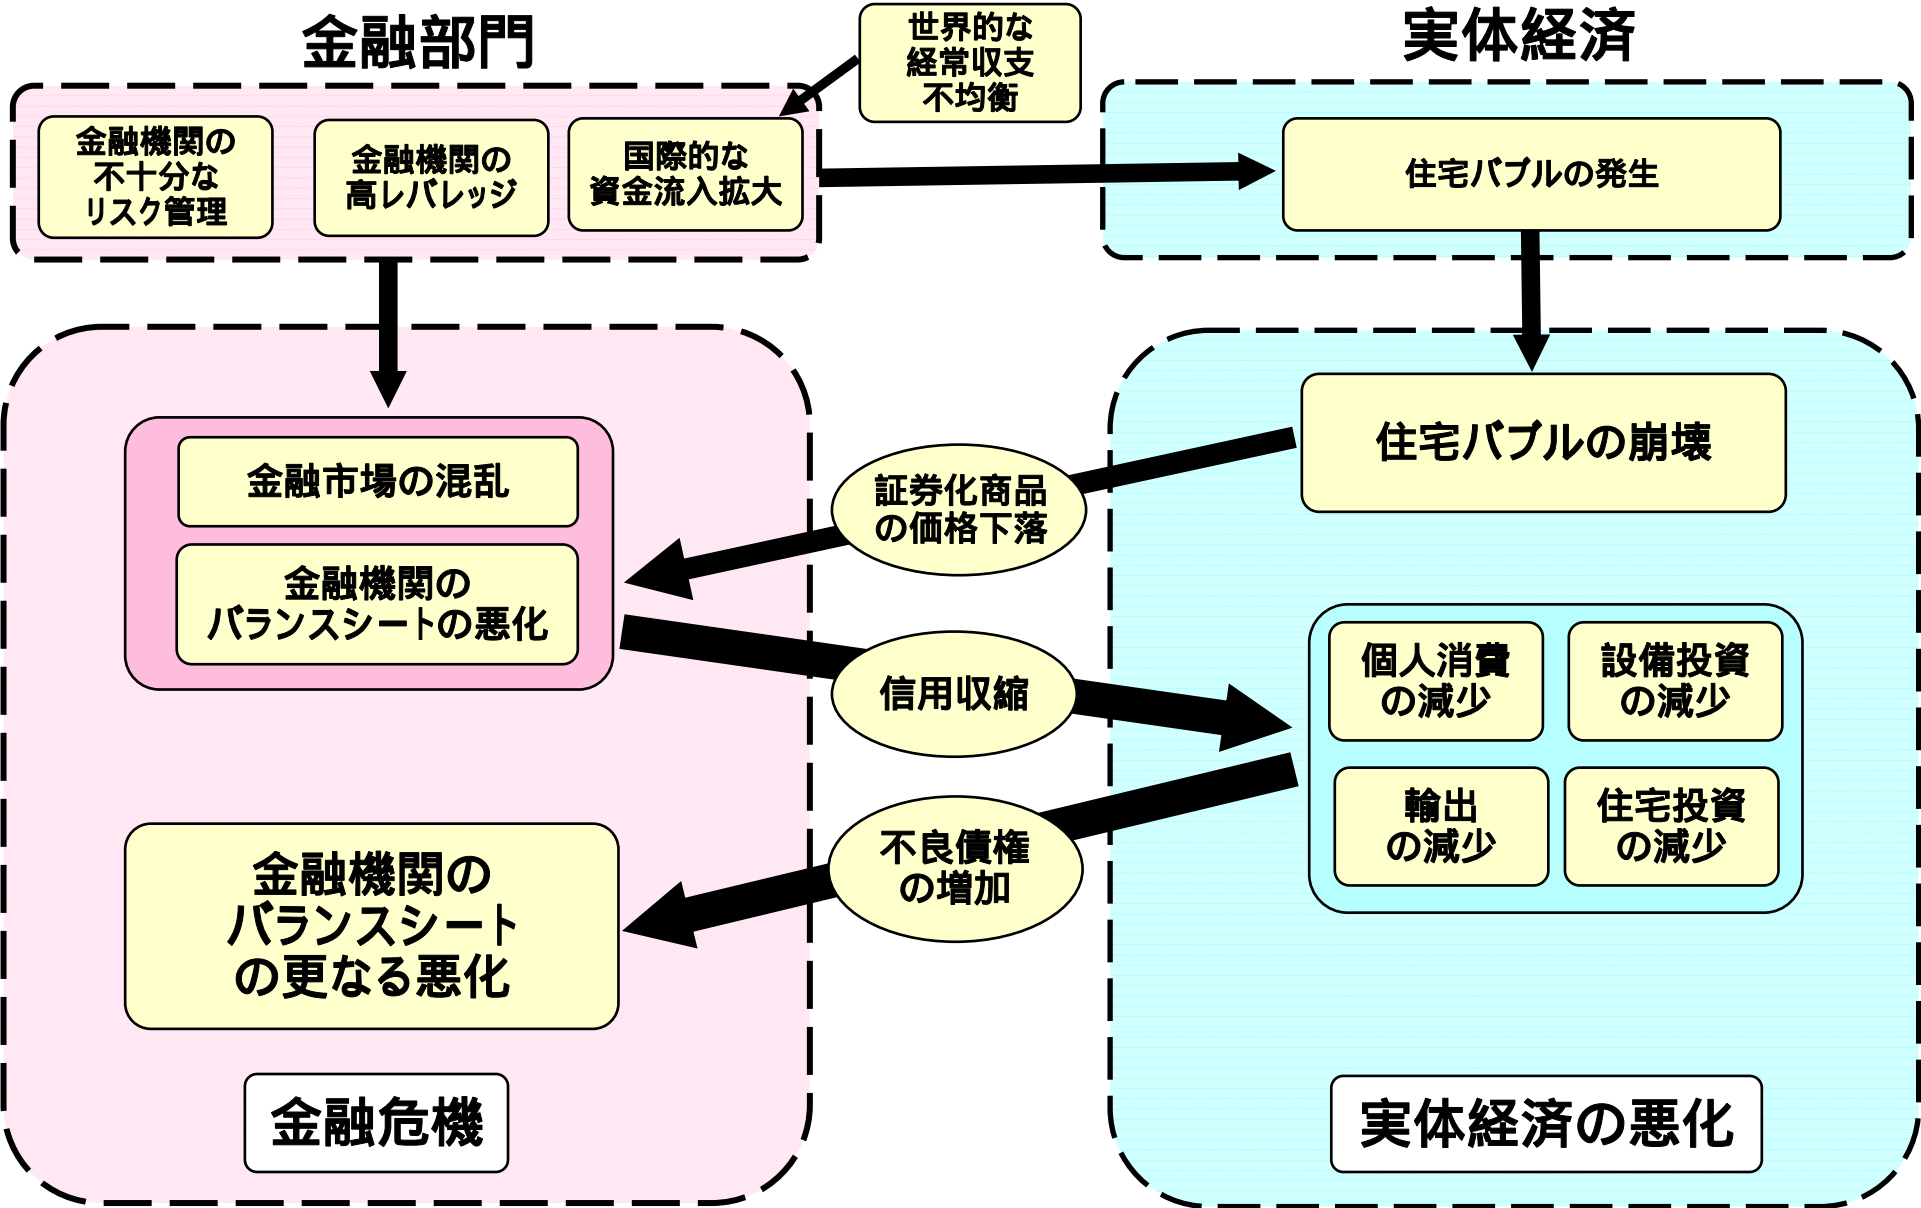 金融部門
世界的な
経常収支
不均衡
実体経済
金融機関の
不十分な
リスク管理
金融機関の
高レバレッジ
国際的な
資金流入拡大
住宅バブルの発生
住宅バブルの崩壊
金融市場の混乱
金融機関の
バランスシートの悪化
証券化商品
の価格下落
信用収縮
個人消費
の減少
設備投資
の減少
輸出
の減少
住宅投資
の減少
不良債権
の増加
金融機関の
バランスシート
の更なる悪化
金融危機
実体経済の悪化